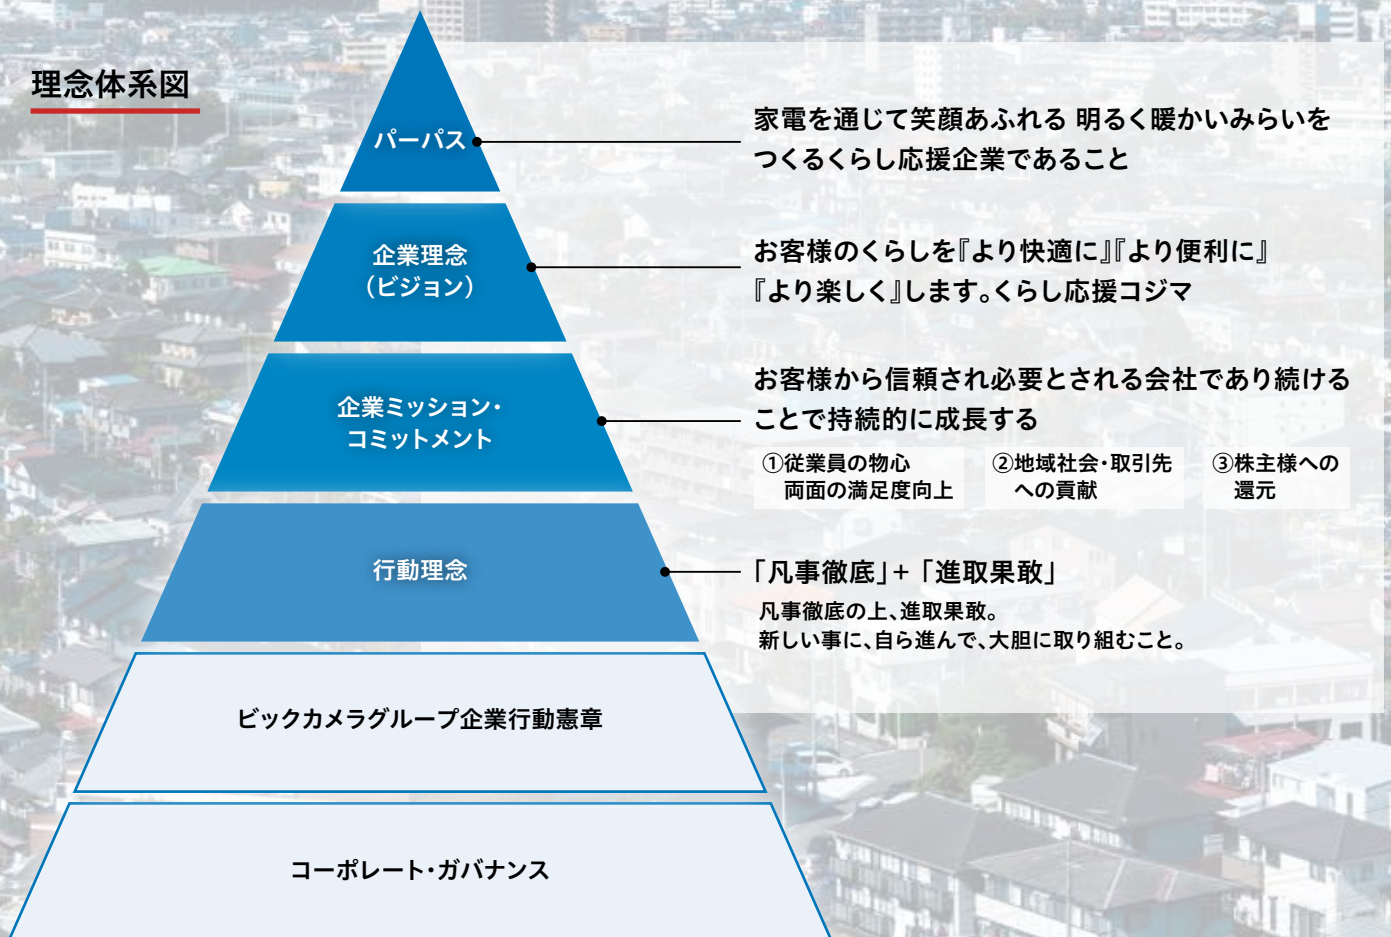 理念体系図
パーパス
家電を通じて笑顔あふれる 明るく暖かいみらいを
つくるくらし応援企業であること
企業理念
（ビジョン）
お客様のくらしを『より快適に』『より便利に』
『より楽しく』します。くらし応援コジマ
企業ミッション・
コミットメント
お客様から信頼され必要とされる会社であり続ける
ことで持続的に成長する
①従業員の物心
両面の満足度向上
②地域社会・取引先
への貢献
③株主様への
還元
行動理念
「凡事徹底」+「進取果敢」
凡事徹底の上、進取果敢。
新しい事に、自ら進んで、大胆に取り組むこと。
ビックカメラグループ企業行動憲章
コーポレート・ガバナンス